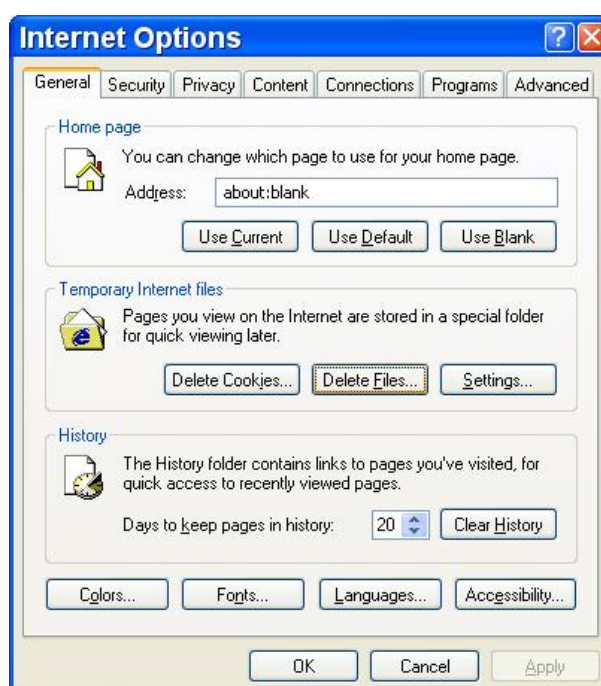 Internet Options
General Security Privacy Content Connections Programs Advanced
Home page
You can change which page to use for your home page.
Address: about:blank
Use Current Use Default Use Blank
Temporary Internet files
Pages you view on the Internet are stored in a special folder
for quick viewing later.
Delete Cookies... Delete Files... Settings...
History
The History folder contains links to pages you've visited, for
quick access to recently viewed pages.
Days to keep pages in history: 20 Clear History
Colors... Fonts... Languages... Accessibility...
OK Cancel Apply